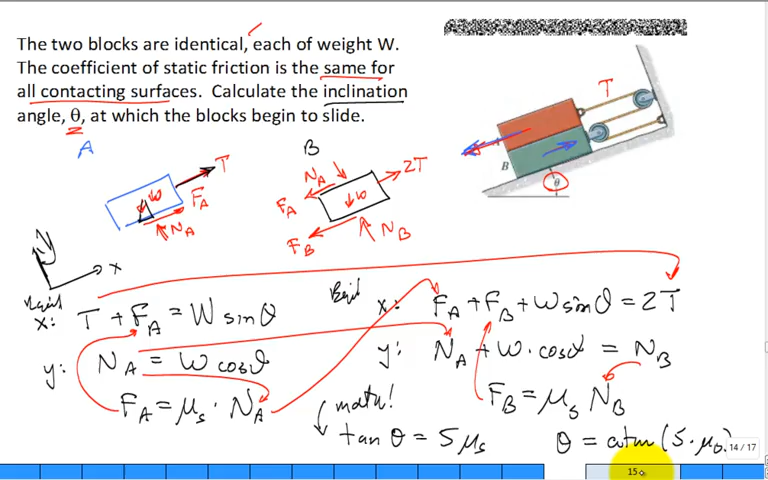 The two blocks are identical, each of weight W.
The coefficient of static friction is the same for
all contacting surfaces. Calculate the inclination
angle, θ, at which the blocks begin to slide.
T
B
θ
A
T
W
F_A
N_A
B
N_A
2T
W
F_A
F_B
N_B
y
x
x: T + F_A = W sin θ
y: N_A = W cos θ
F_A = μ_s · N_A
x: F_A + F_B + W sin θ = 2T
y: N_A + W · cos θ = N_B
F_B = μ_s N_B
tan θ = 5 μ_s
θ = atan (5 · μ_s)
14 / 17
15